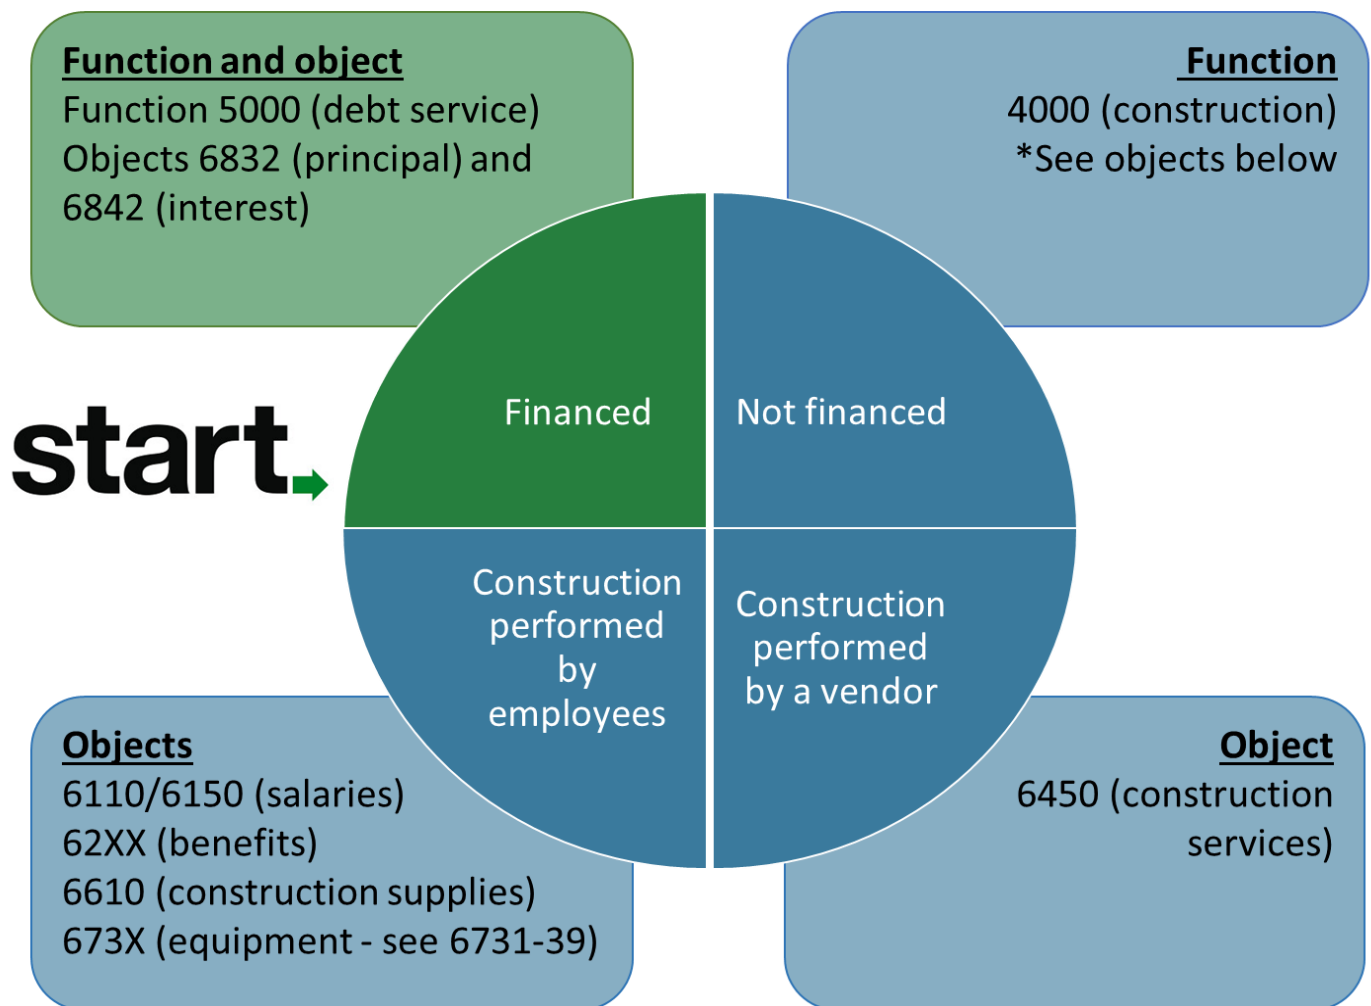 Function and object
Function 5000 (debt service)
Objects 6832 (principal) and
6842 (interest)
Function
4000 (construction)
*See objects below
start
Financed
Not financed
Construction
performed
by
employees
Construction
performed
by a vendor
Objects
6110/6150 (salaries)
62XX (benefits)
6610 (construction supplies)
673X (equipment - see 6731-39)
Object
6450 (construction
services)